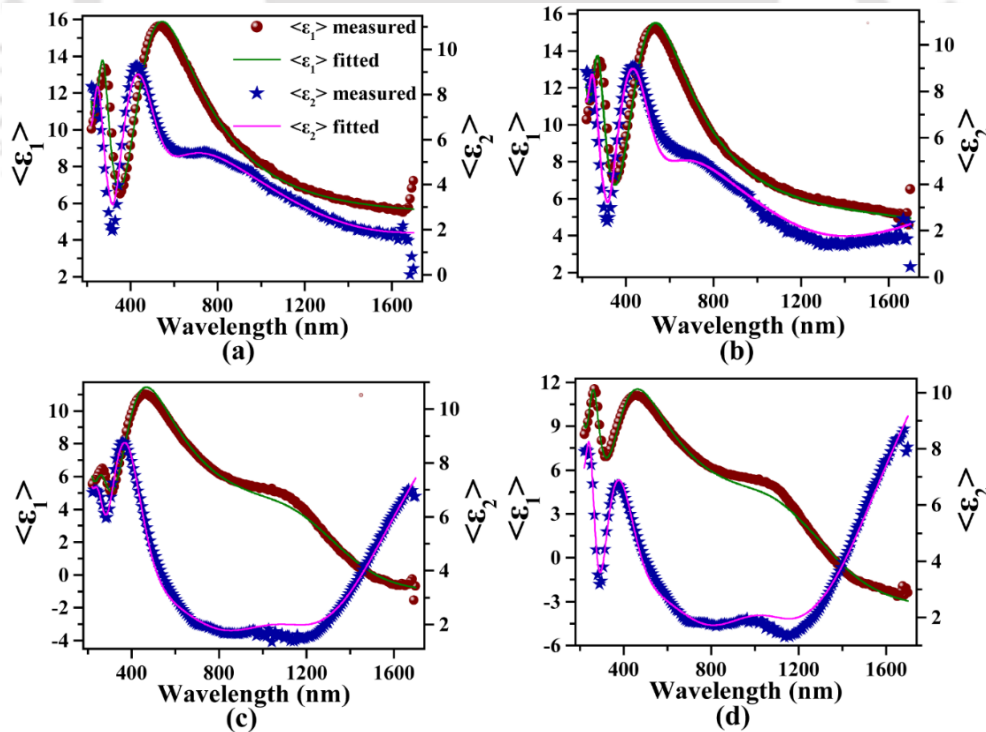 16
14
12
10
8
6
4
2
<ε1>
10
8
6
4
2
0
<ε2>
<ε1> measured
<ε1> fitted
<ε2> measured
<ε2> fitted
400 800 1200 1600
Wavelength (nm)
(a)
16
14
12
10
8
6
4
2
<ε1>
10
8
6
4
2
0
<ε2>
400 800 1200 1600
Wavelength (nm)
(b)
10
8
6
4
2
0
-2
-4
<ε1>
10
8
6
4
2
<ε2>
400 800 1200 1600
Wavelength (nm)
(c)
12
9
6
3
0
-3
-6
<ε1>
10
8
6
4
2
<ε2>
400 800 1200 1600
Wavelength (nm)
(d)